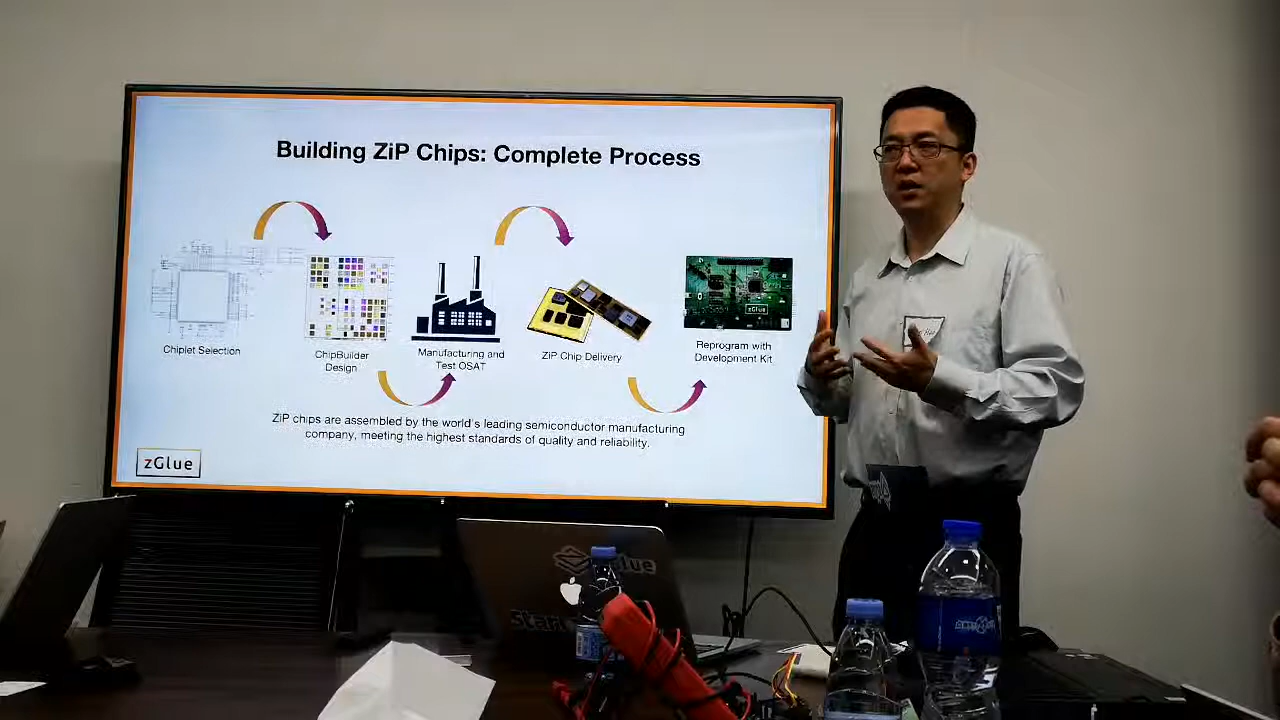 Building ZiP Chips: Complete Process
Chiplet Selection
ChipBuilder
Design
Manufacturing and
Test OSAT
ZiP Chip Delivery
zGlue
Reprogram with
Development Kit
ZiP chips are assembled by the world's leading semiconductor manufacturing
company, meeting the highest standards of quality and reliability.
zGlue
Start